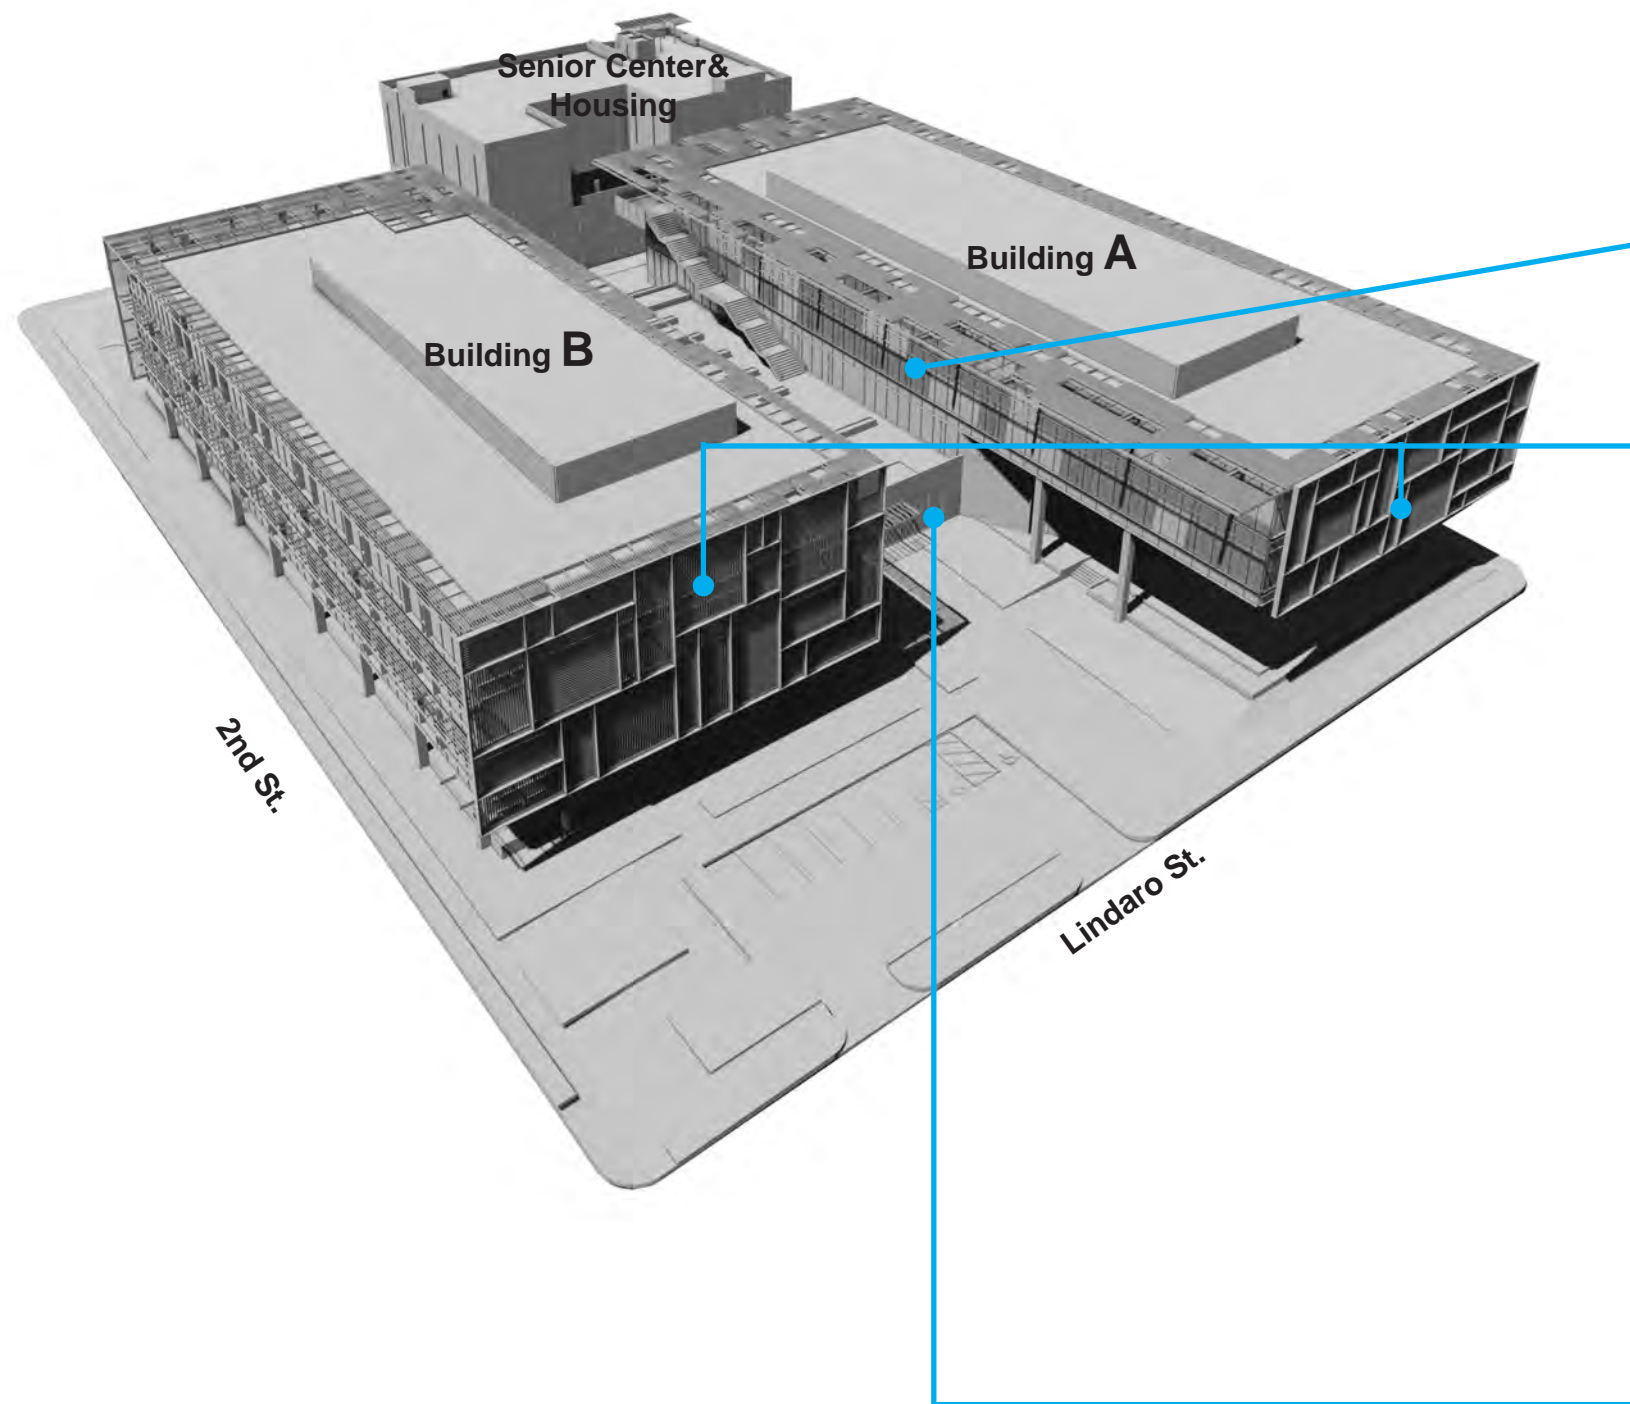 Senior Center&
Housing
Building A
Building B
2nd St.
Lindaro St.